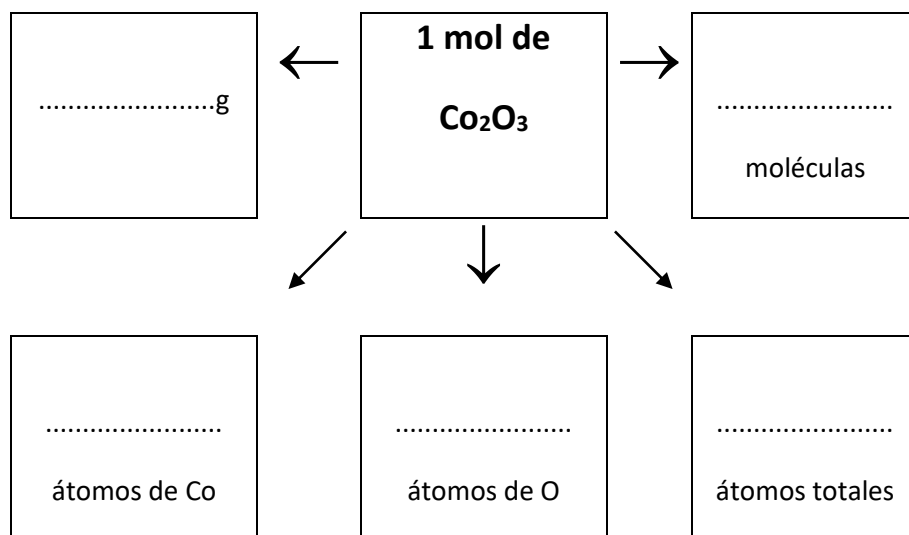 1 mol de
Co₂O₃
........................g
........................
moléculas
........................
átomos de Co
........................
átomos de O
........................
átomos totales